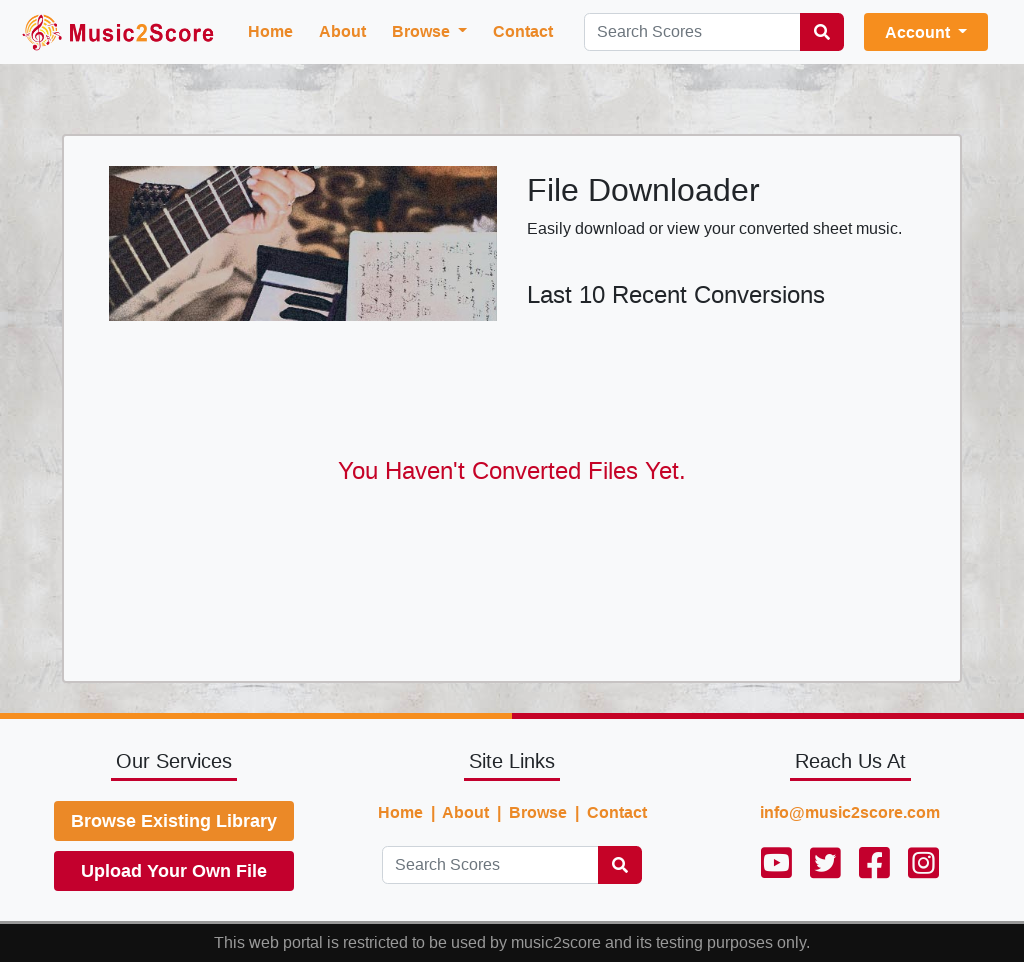 Music2Score
Home
About
Browse
Contact
Search Scores
Account
File Downloader
Easily download or view your converted sheet music.
Last 10 Recent Conversions
You Haven't Converted Files Yet.
Our Services
Browse Existing Library
Upload Your Own File
Site Links
Home | About | Browse | Contact
Search Scores
Reach Us At
info@music2score.com
This web portal is restricted to be used by music2score and its testing purposes only.